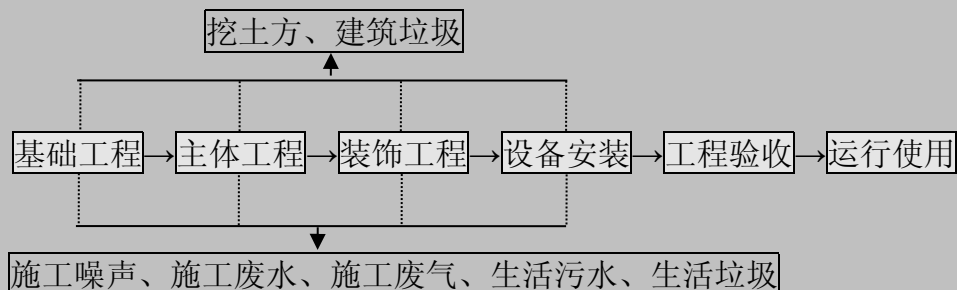 挖土方、建筑垃圾
基础工程→主体工程→装饰工程→设备安装→工程验收→运行使用
施工噪声、施工废水、施工废气、生活污水、生活垃圾